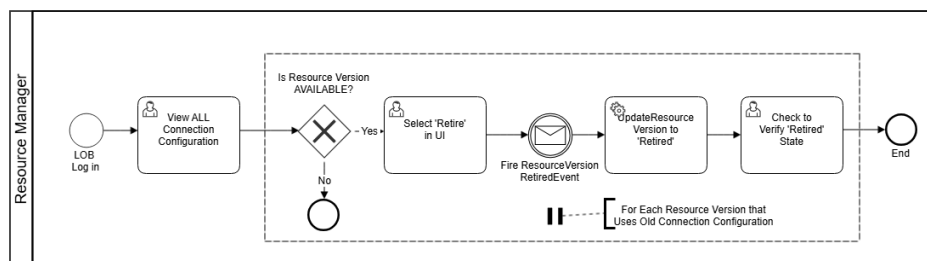 Resource Manager
LOB
Log in
View ALL
Connection
Configuration
Is Resource Version
AVAILABLE?
Yes
No
Select 'Retire'
in UI
Fire ResourceVersion
RetiredEvent
UpdateResource
Version to
'Retired'
Check to
Verify 'Retired'
State
End
For Each Resource Version that
Uses Old Connection Configuration